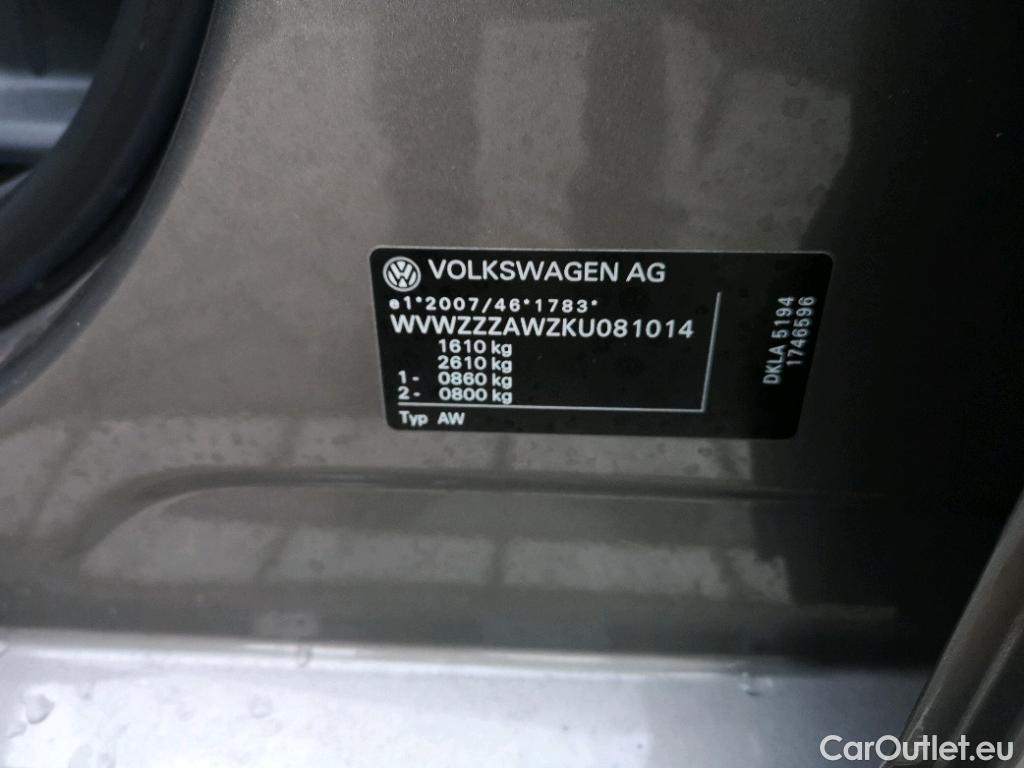 VOLKSWAGEN AG
e1*2007/46*1783*
WVWZZZAWZKU081014
1610 kg
2610 kg
1- 0860 kg
2- 0800 kg
Typ AW
DKLA 5194
1746596
CarOutlet.eu